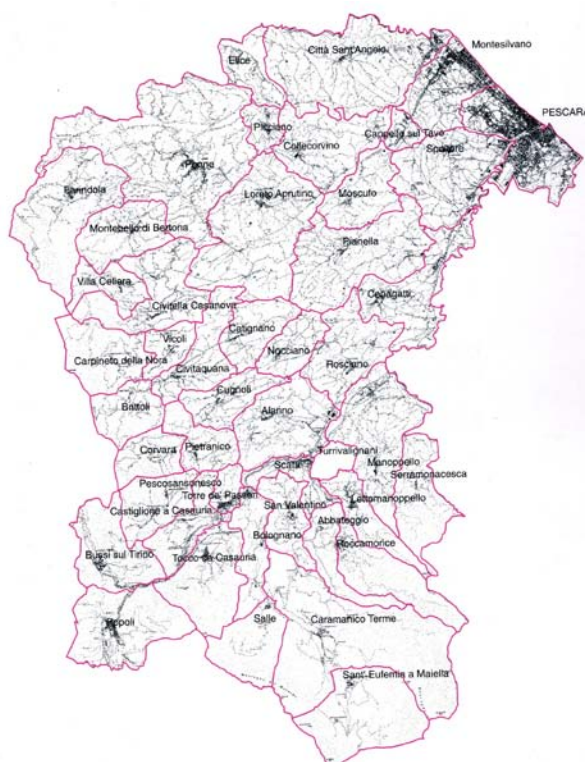 Montesilvano
Città Sant'Angelo
Elice
PESCARA
Picciano
Cappelle sul Tavo
Collecorvino
Spoltore
Penne
Farindola
Loreto Aprutino
Moscufo
Montebello di Bertona
Pianella
Villa Celiera
Cepagatti
Civitella Casanova
Catignano
Vicoli
Nocciano
Carpineto della Nora
Civitaquana
Rosciano
Cugnoli
Brittoli
Alanno
Corvara
Pietranico
Turrivalignani
Scafa
Manoppello
Serramonacesca
Pescosansonesco
Torre de' Passeri
Lettomanoppello
San Valentino
Castiglione a Casauria
Abbateggio
Bolognano
Roccamorice
Bussi sul Tirino
Tocco da Casauria
Salle
Caramanico Terme
Popoli
Sant' Eufemia a Maiella